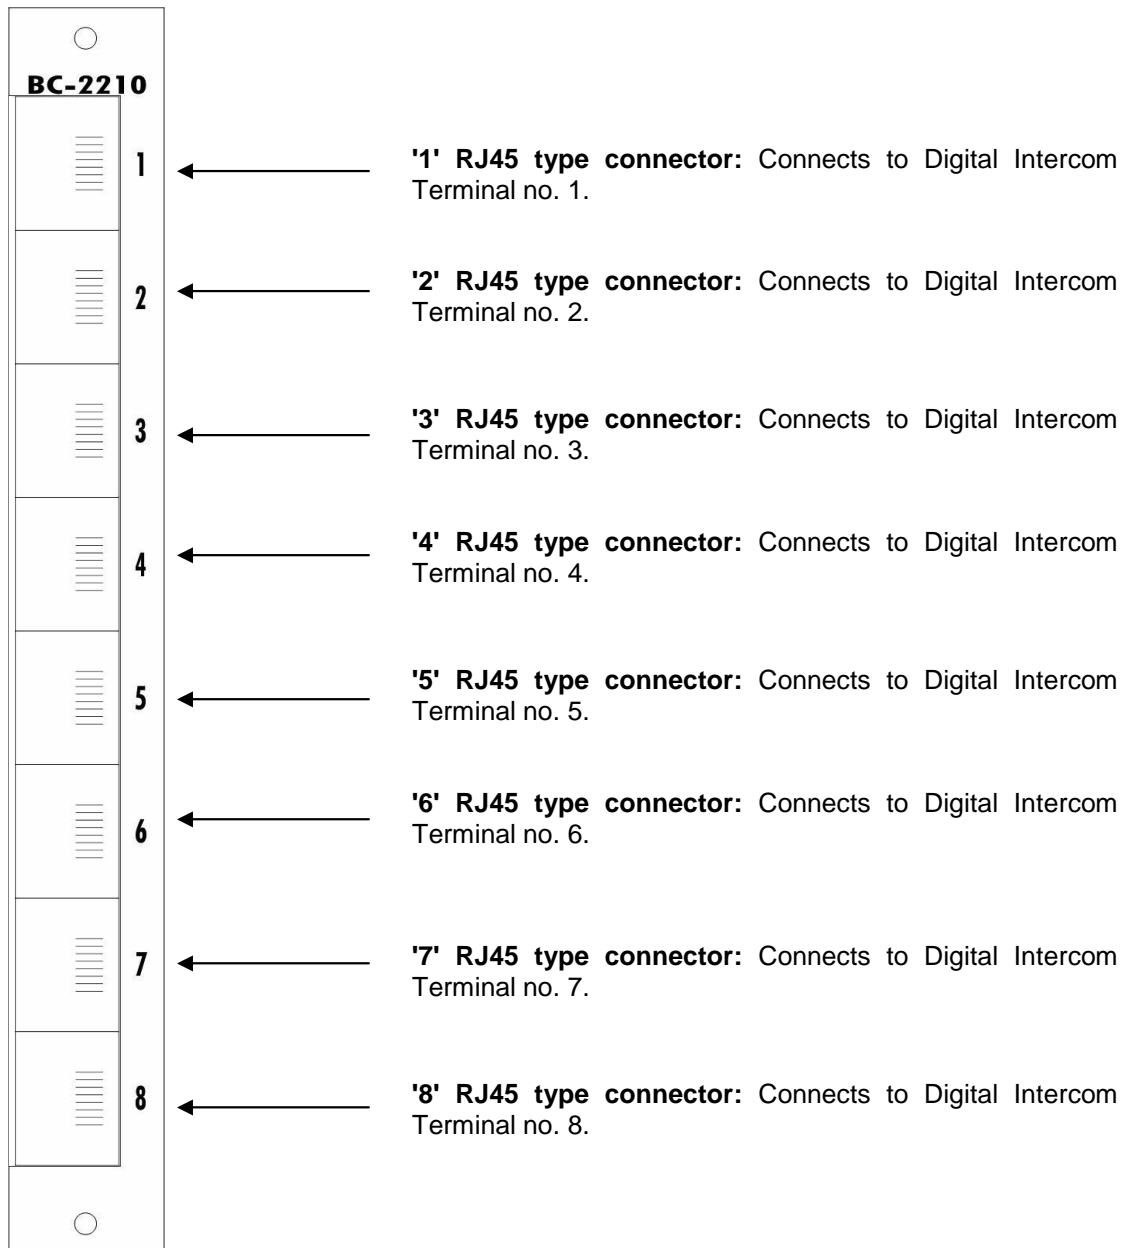 BC-2210
1
'1' RJ45 type connector: Connects to Digital Intercom
Terminal no. 1.
2
'2' RJ45 type connector: Connects to Digital Intercom
Terminal no. 2.
3
'3' RJ45 type connector: Connects to Digital Intercom
Terminal no. 3.
4
'4' RJ45 type connector: Connects to Digital Intercom
Terminal no. 4.
5
'5' RJ45 type connector: Connects to Digital Intercom
Terminal no. 5.
6
'6' RJ45 type connector: Connects to Digital Intercom
Terminal no. 6.
7
'7' RJ45 type connector: Connects to Digital Intercom
Terminal no. 7.
8
'8' RJ45 type connector: Connects to Digital Intercom
Terminal no. 8.